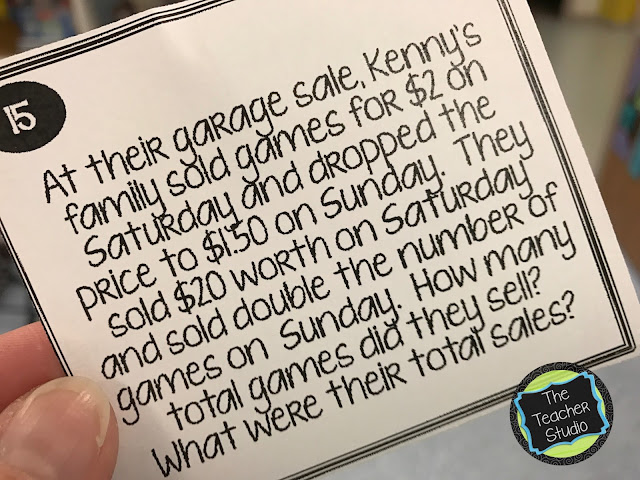 15
At their garage sale, Kenny's
family sold games for $2 on
Saturday and dropped the
price to $1.50 on Sunday. They
sold $20 worth on Saturday
and sold double the number of
games on Sunday. How many
total games did they sell?
What were their total sales?
The
Teacher
Studio